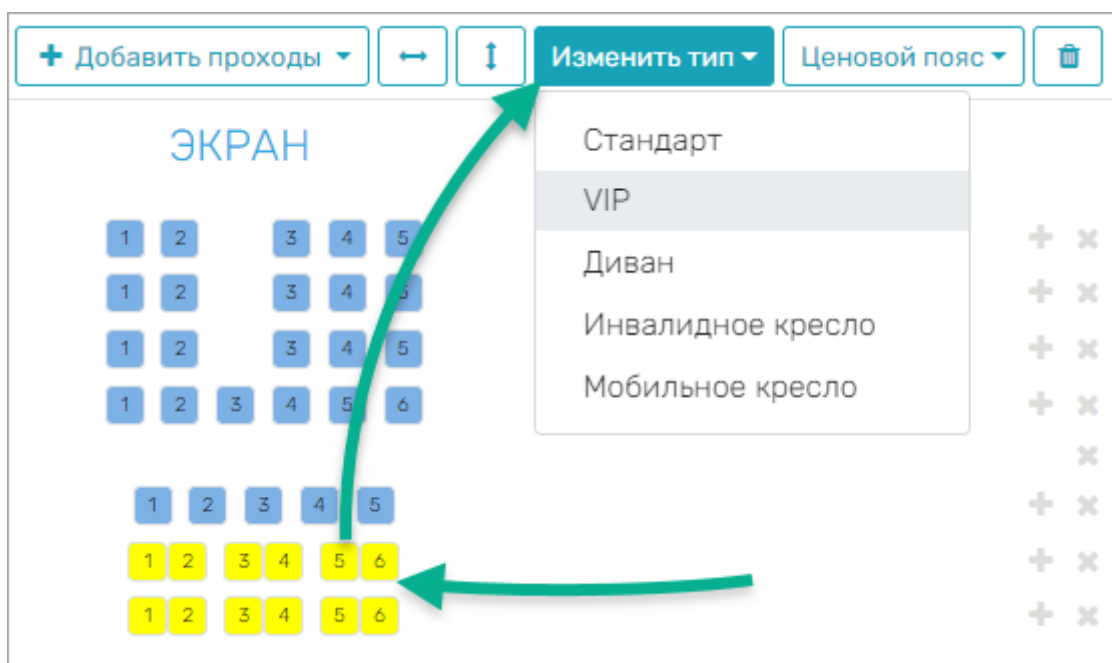 + Добавить проходы Изменить тип Ценовой пояс
ЭКРАН
Стандарт
VIP
Диван
Инвалидное кресло
Мобильное кресло
1 2 3 4 5
1 2 3 4 5
1 2 3 4 5
1 2 3 4 5 6
1 2 3 4 5
1 2 3 4 5 6
1 2 3 4 5 6